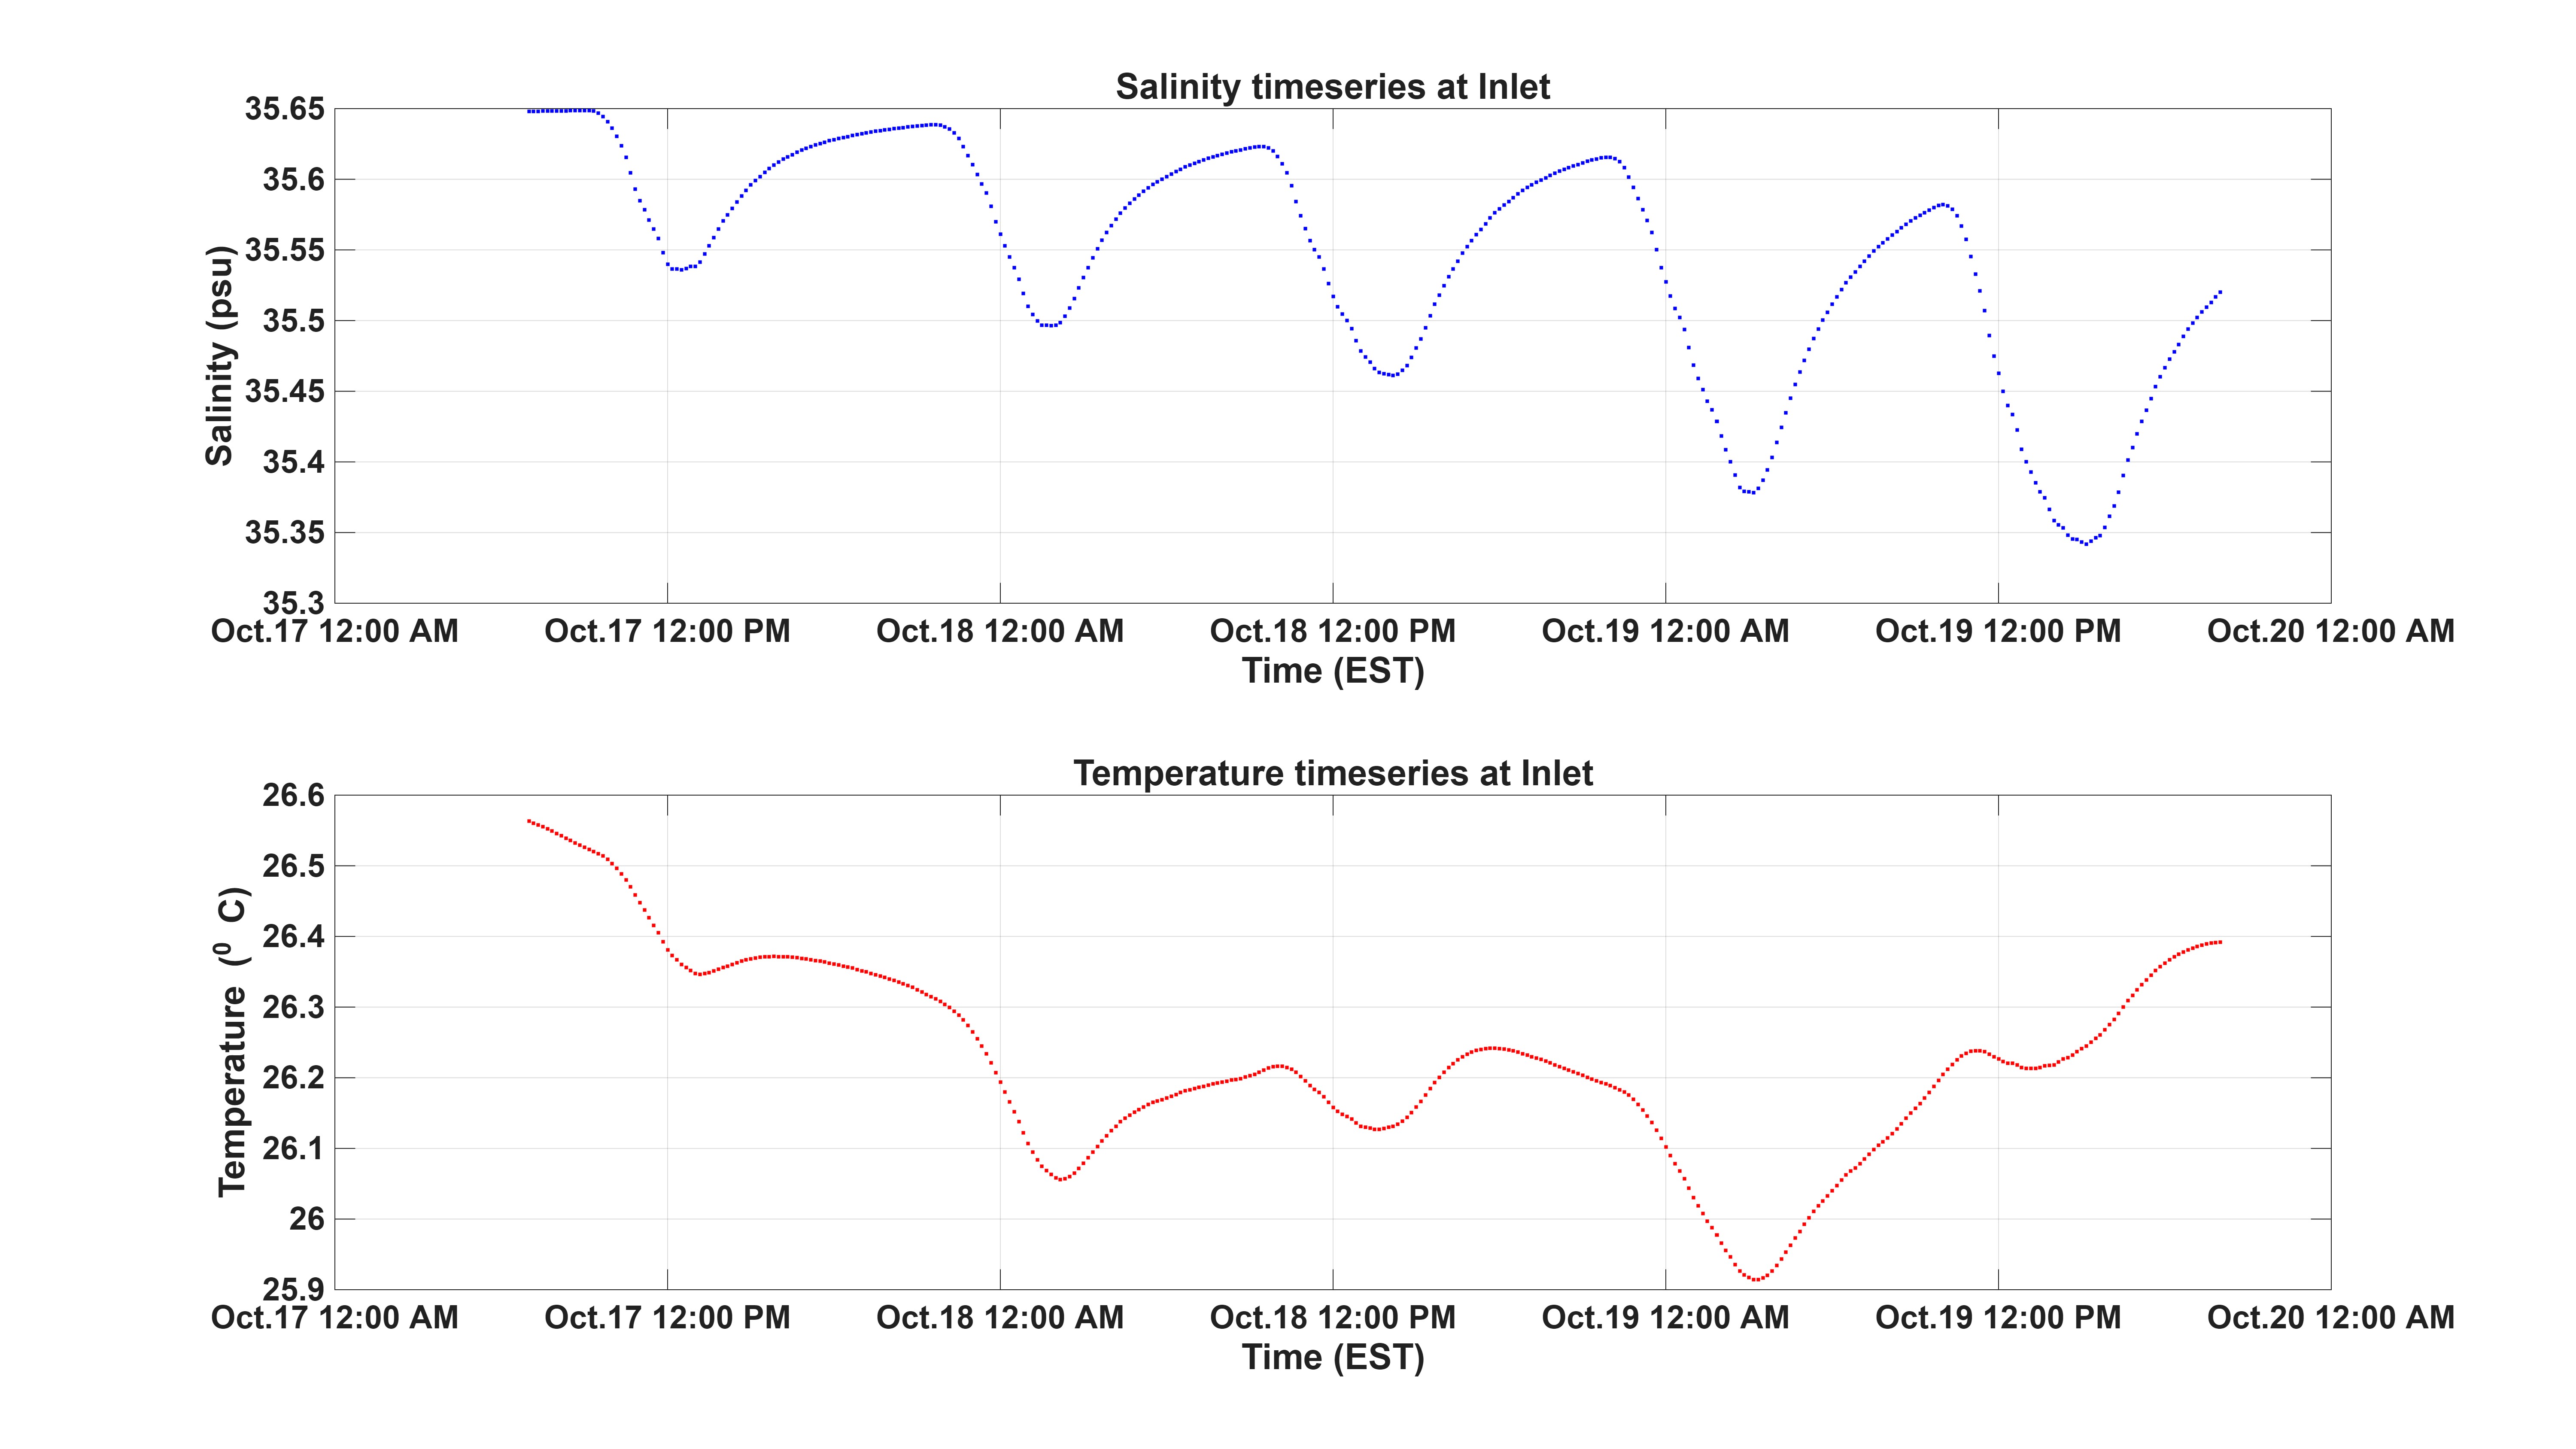 Salinity timeseries at Inlet
35.65
35.6
35.55
35.5
35.45
35.4
35.35
35.3
Salinity (psu)
Oct.17 12:00 AM Oct.17 12:00 PM Oct.18 12:00 AM Oct.18 12:00 PM Oct.19 12:00 AM Oct.19 12:00 PM Oct.20 12:00 AM
Time (EST)
Temperature timeseries at Inlet
26.6
26.5
26.4
26.3
26.2
26.1
26
25.9
Temperature (⁰ C)
Oct.17 12:00 AM Oct.17 12:00 PM Oct.18 12:00 AM Oct.18 12:00 PM Oct.19 12:00 AM Oct.19 12:00 PM Oct.20 12:00 AM
Time (EST)